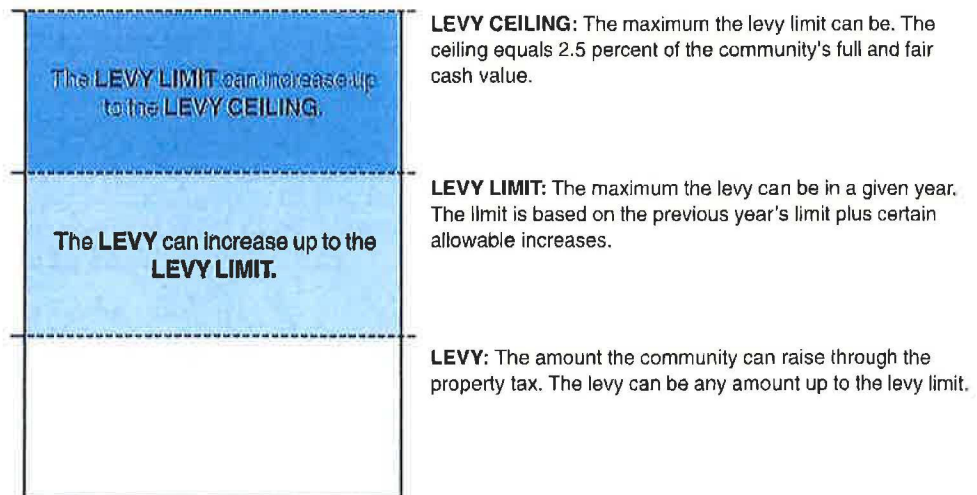 LEVY CEILING: The maximum the levy limit can be. The
ceiling equals 2.5 percent of the community's full and fair
cash value.
The LEVY LIMIT can increase up
to the LEVY CEILING.
LEVY LIMIT: The maximum the levy can be in a given year.
The limit is based on the previous year's limit plus certain
allowable increases.
The LEVY can increase up to the
LEVY LIMIT.
LEVY: The amount the community can raise through the
property tax. The levy can be any amount up to the levy limit.